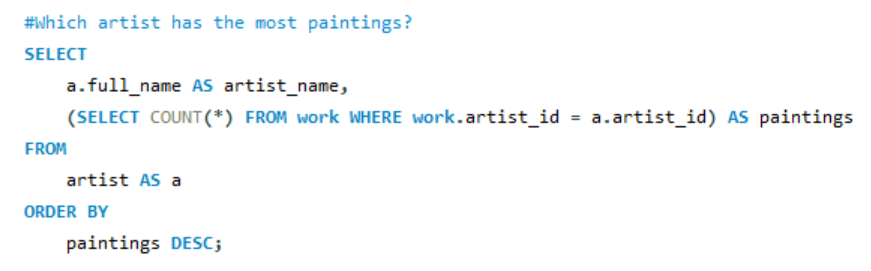 #Which artist has the most paintings?
SELECT
a.full_name AS artist_name,
(SELECT COUNT(*) FROM work WHERE work.artist_id = a.artist_id) AS paintings
FROM
artist AS a
ORDER BY
paintings DESC;